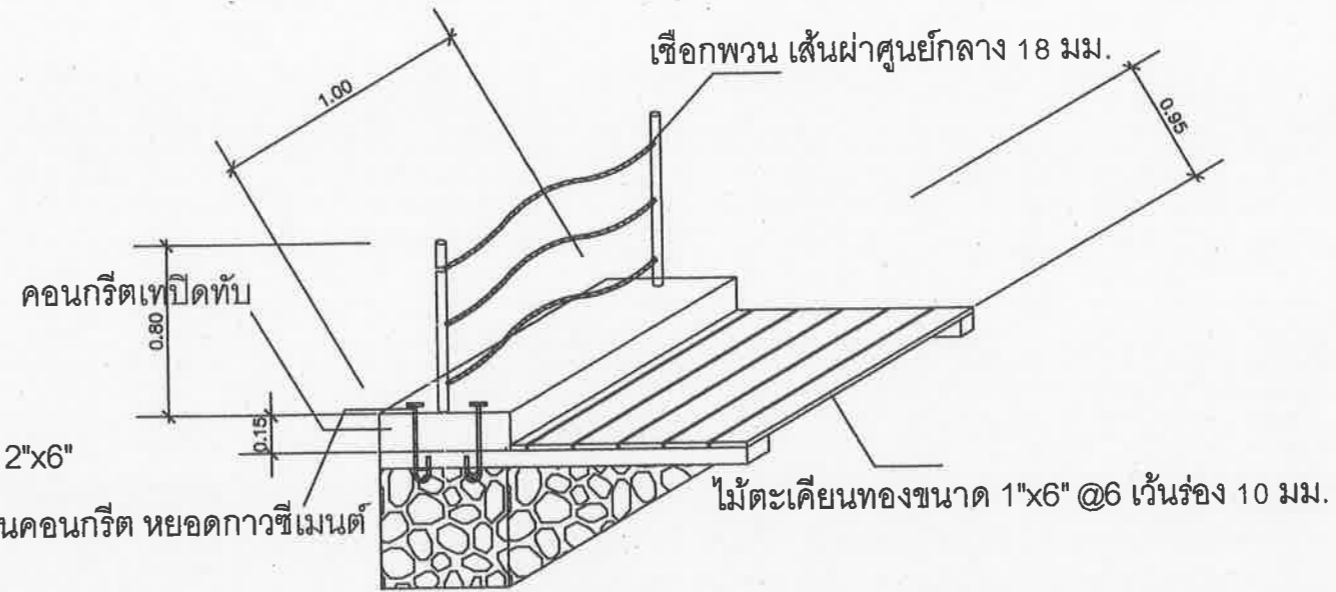 เชือกพวน เส้นผ่าศูนย์กลาง 18 มม.
1.00
0.95
คอนกรีตเทปิดทับ
0.80
0.15
2"x6"
นคอนกรีต หยอดกาวซีเมนต์
ไม้ตะเคียนทองขนาด 1"x6" @6 เว้นร่อง 10 มม.